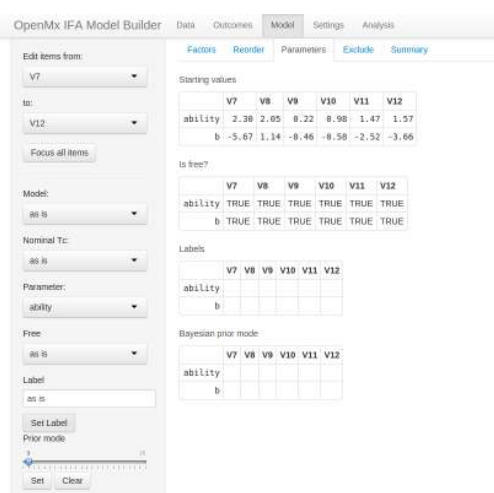 OpenMx IFA Model Builder Data Outcomes Model Settings Analysis
Edit items from:
V7
to:
V12
Focus all items
Model:
as is
Nominal Tc:
as is
Parameter:
ability
Free
as is
Label
as is
Set Label
Prior mode
Set Clear
Factors Reorder Parameters Exclude Summary
Starting values
V7 V8 V9 V10 V11 V12
ability 2.30 2.05 0.22 0.98 1.47 1.57
b -5.67 1.14 -0.46 -0.58 -2.52 -3.66
Is free?
V7 V8 V9 V10 V11 V12
ability TRUE TRUE TRUE TRUE TRUE TRUE
b TRUE TRUE TRUE TRUE TRUE TRUE
Labels
V7 V8 V9 V10 V11 V12
ability
b
Bayesian prior mode
V7 V8 V9 V10 V11 V12
ability
b